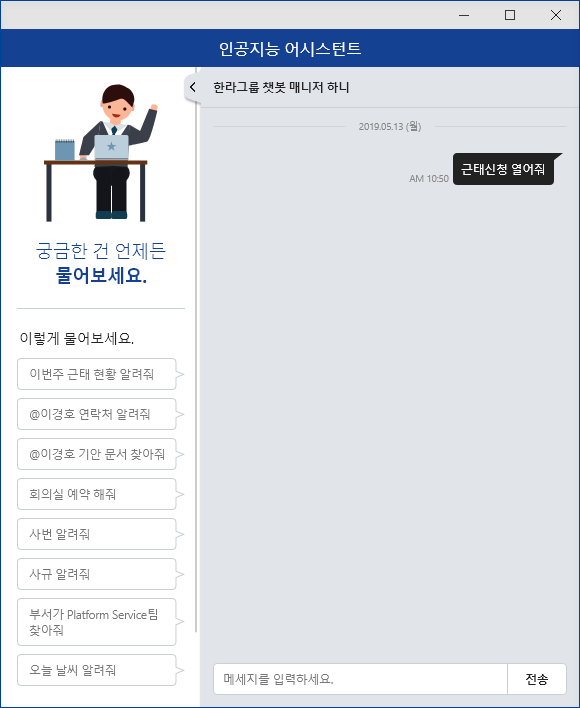 인공지능 어시스턴트
궁금한 건 언제든
물어보세요.
이렇게 물어보세요.
이번주 근태 현황 알려줘
@이경호 연락처 알려줘
@이경호 기안 문서 찾아줘
회의실 예약 해줘
사번 알려줘
사규 알려줘
부서가 Platform Service팀
찾아줘
오늘 날씨 알려줘
한라그룹 챗봇 매니저 하니
2019.05.13 (월)
근태신청 열어줘
AM 10:50
메세지를 입력하세요.
전송